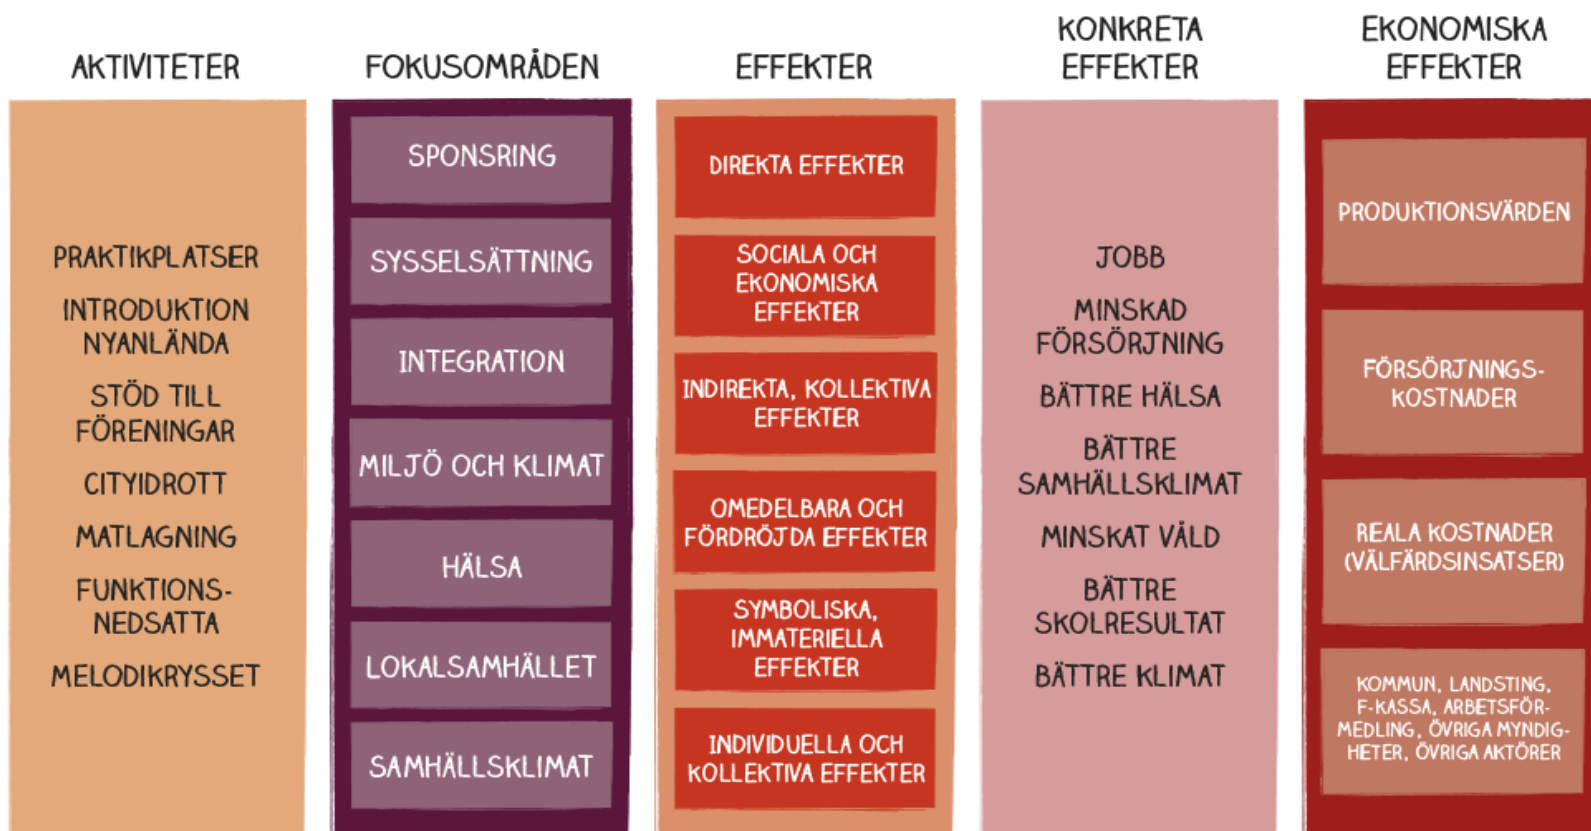 AKTIVITETER
PRAKTIKPLATSER
INTRODUKTION
NYANLÄNDA
STÖD TILL
FÖRENINGAR
CITYIDROTT
MATLAGNING
FUNKTIONS-
NEDSATTA
MELODIKRYSSET
FOKUSOMRÅDEN
SPONSRING
SYSSELSÄTTNING
INTEGRATION
MILJÖ OCH KLIMAT
HÄLSA
LOKALSAMHÄLLET
SAMHÄLLSKLIMAT
EFFEKTER
DIREKTA EFFEKTER
SOCIALA OCH
EKONOMISKA
EFFEKTER
INDIREKTA, KOLLEKTIVA
EFFEKTER
OMEDELBARA OCH
FÖRDRÖJDA EFFEKTER
SYMBOLISKA,
IMMATERIELLA
EFFEKTER
INDIVIDUELLA OCH
KOLLEKTIVA EFFEKTER
KONKRETA
EFFEKTER
JOBB
MINSKAD
FÖRSÖRJNING
BÄTTRE HÄLSA
BÄTTRE
SAMHÄLLSKLIMAT
MINSKAT VÅLD
BÄTTRE
SKOLRESULTAT
BÄTTRE KLIMAT
EKONOMISKA
EFFEKTER
PRODUKTIONSVÄRDEN
FÖRSÖRJNINGS-
KOSTNADER
REALA KOSTNADER
(VÄLFÄRDSINSATSER)
KOMMUN, LANDSTING,
F-KASSA, ARBETSFÖR-
MEDLING, ÖVRIGA MYNDIG-
HETER, ÖVRIGA AKTÖRER